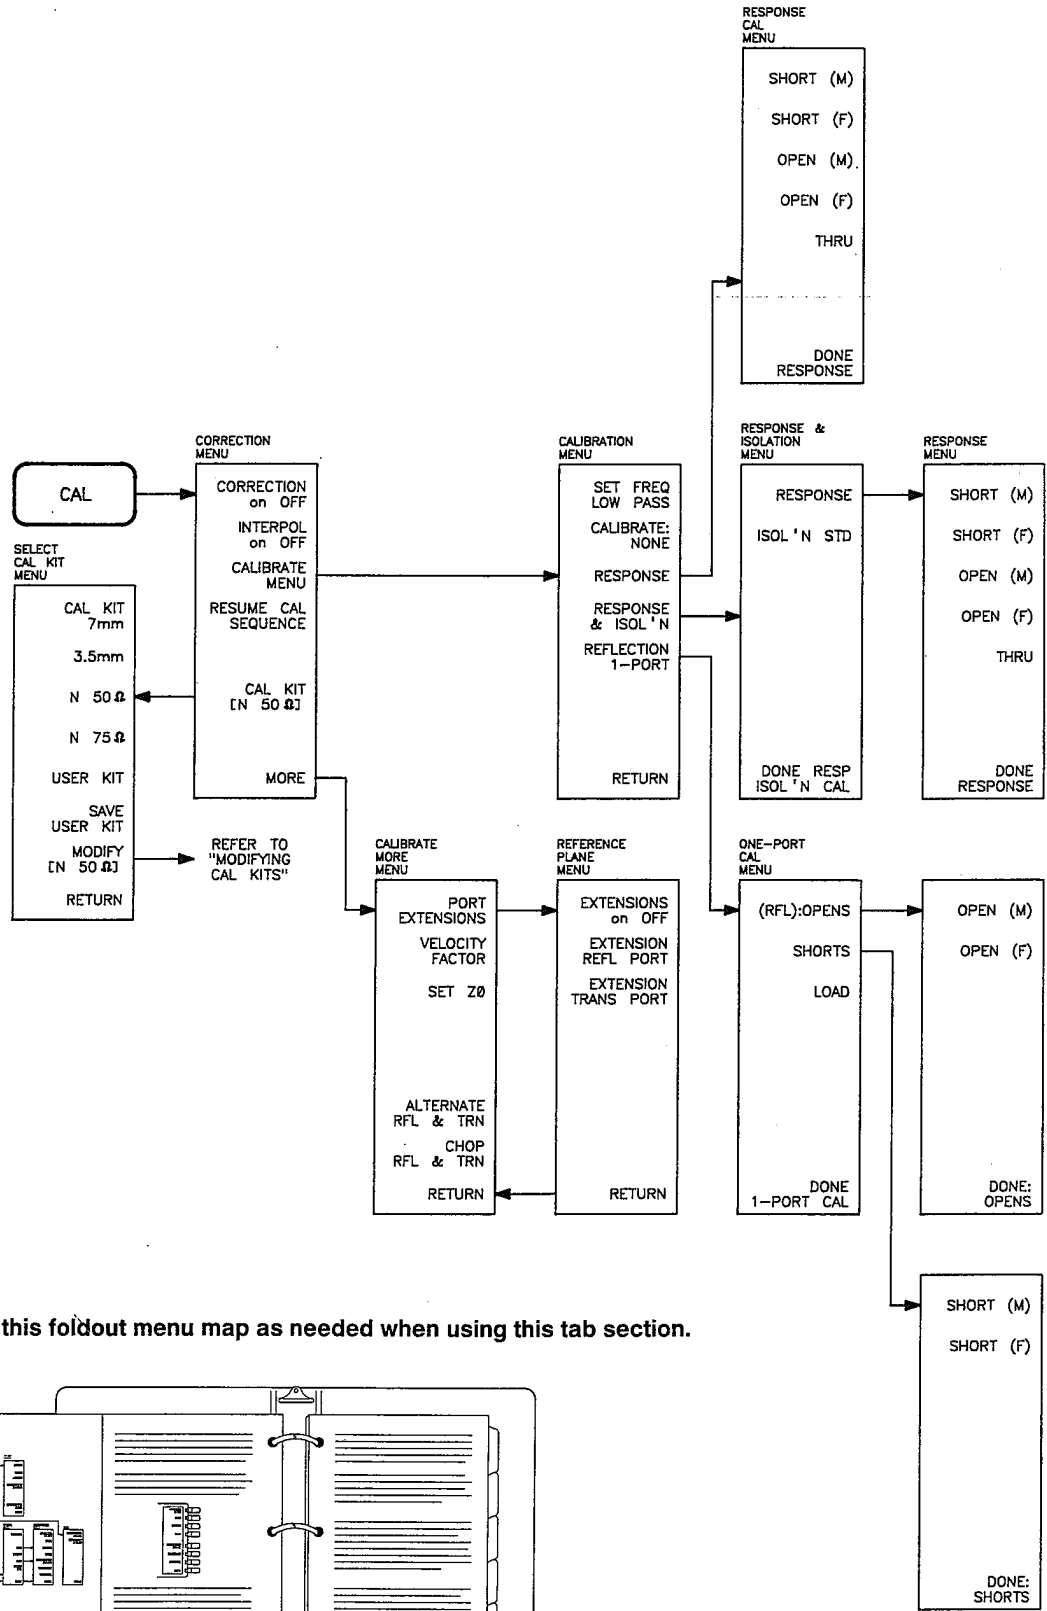 RESPONSE
CAL
MENU
SHORT (M)
SHORT (F)
OPEN (M)
OPEN (F)
THRU
DONE
RESPONSE
CAL
CORRECTION
MENU
CORRECTION
on OFF
INTERPOL
on OFF
CALIBRATE
MENU
RESUME CAL
SEQUENCE
CAL KIT
[N 50 Ω]
MORE
SELECT
CAL KIT
MENU
CAL KIT
7mm
3.5mm
N 50 Ω
N 75 Ω
USER KIT
SAVE
USER KIT
MODIFY
[N 50 Ω]
RETURN
REFER TO
"MODIFYING
CAL KITS"
CALIBRATION
MENU
SET FREQ
LOW PASS
CALIBRATE:
NONE
RESPONSE
RESPONSE
& ISOL'N
REFLECTION
1-PORT
RETURN
RESPONSE &
ISOLATION
MENU
RESPONSE
ISOL'N STD
DONE RESP
ISOL'N CAL
RESPONSE
MENU
SHORT (M)
SHORT (F)
OPEN (M)
OPEN (F)
THRU
DONE
RESPONSE
CALIBRATE
MORE
MENU
PORT
EXTENSIONS
VELOCITY
FACTOR
SET Z0
ALTERNATE
RFL & TRN
CHOP
RFL & TRN
RETURN
REFERENCE
PLANE
MENU
EXTENSIONS
on OFF
EXTENSION
REFL PORT
EXTENSION
TRANS PORT
RETURN
ONE-PORT
CAL
MENU
(RFL):OPENS
SHORTS
LOAD
DONE
1-PORT CAL
OPEN (M)
OPEN (F)
DONE:
OPENS
SHORT (M)
SHORT (F)
DONE:
SHORTS
this foldout menu map as needed when using this tab section.